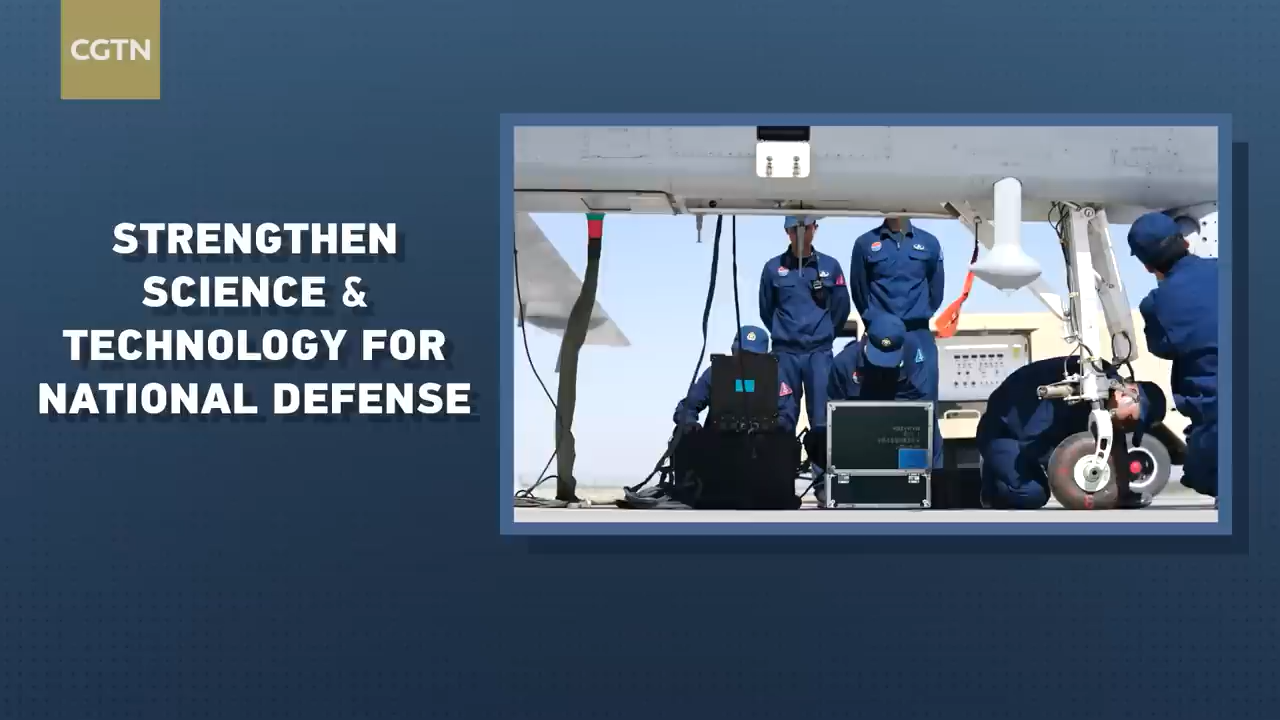 CGTN
STRENGTHEN
SCIENCE &
TECHNOLOGY FOR
NATIONAL DEFENSE